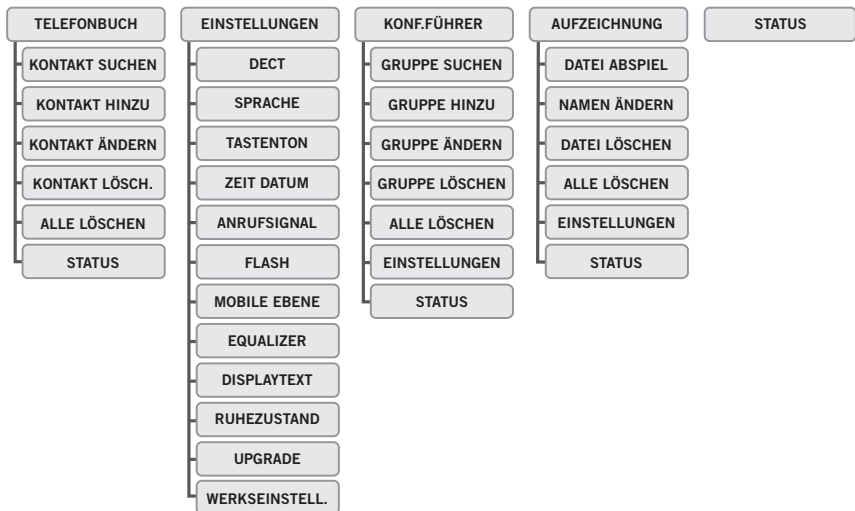 TELEFONBUCH
KONTAKT SUCHEN
KONTAKT HINZU
KONTAKT ÄNDERN
KONTAKT LÖSCH.
ALLE LÖSCHEN
STATUS
EINSTELLUNGEN
DECT
SPRACHE
TASTENTON
ZEIT DATUM
ANRUFSIGNAL
FLASH
MOBILE EBENE
EQUALIZER
DISPLAYTEXT
RUHEZUSTAND
UPGRADE
WERKSEINSTELL.
KONF.FÜHRER
GRUPPE SUCHEN
GRUPPE HINZU
GRUPPE ÄNDERN
GRUPPE LÖSCHEN
ALLE LÖSCHEN
EINSTELLUNGEN
STATUS
AUFZEICHNUNG
DATEI ABSPIEL
NAMEN ÄNDERN
DATEI LÖSCHEN
ALLE LÖSCHEN
EINSTELLUNGEN
STATUS
STATUS